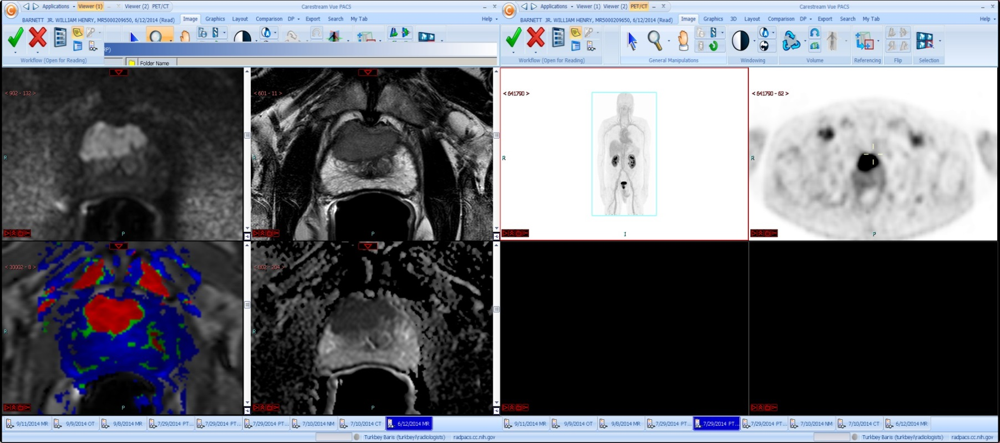 Applications Viewer (1) Viewer (2) PET/CT Carestream Vue PACS
BARNETT JR. WILLIAM HENRY, MR5000209650, 6/12/2014 (Read) Image Graphics Layout Comparison DP Export Search My Tab Help
Workflow (Open for Reading)
RP)
Folder Name
< 902 - 132 >
R
P
< 601 - 11 >
P
< 30002 - 8 >
R
P
< 802 - 204 >
P
9/11/2014 MR 9/9/2014 OT 9/8/2014 MR 7/29/2014 PT... 7/29/2014 PT... 7/29/2014 PT... 7/10/2014 NM 7/10/2014 CT 6/12/2014 MR
Turkbey Baris (turkbeyi\radiologists) radpacs.cc.nih.gov
Applications Viewer (1) Viewer (2) PET/CT Carestream Vue PACS
BARNETT JR. WILLIAM HENRY, MR5000209650, 6/12/2014 (Read) Image Graphics 3D Layout Comparison DP Export Search My Tab Help
Workflow (Open for Reading) General Manipulations Windowing Volume Referencing Flip Selection
< 641790 >
R
I
< 641790 - 62 >
R
P
9/11/2014 MR 9/9/2014 OT 9/8/2014 MR 7/29/2014 PT... 7/29/2014 PT... 7/29/2014 PT... 7/10/2014 NM 7/10/2014 CT 6/12/2014 MR
Turkbey Baris (turkbeyi\radiologists) radpacs.cc.nih.gov